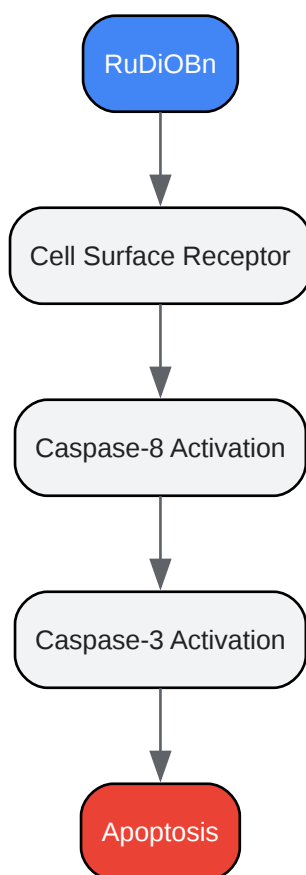 RuDiOBn
Cell Surface Receptor
Caspase-8 Activation
Caspase-3 Activation
Apoptosis